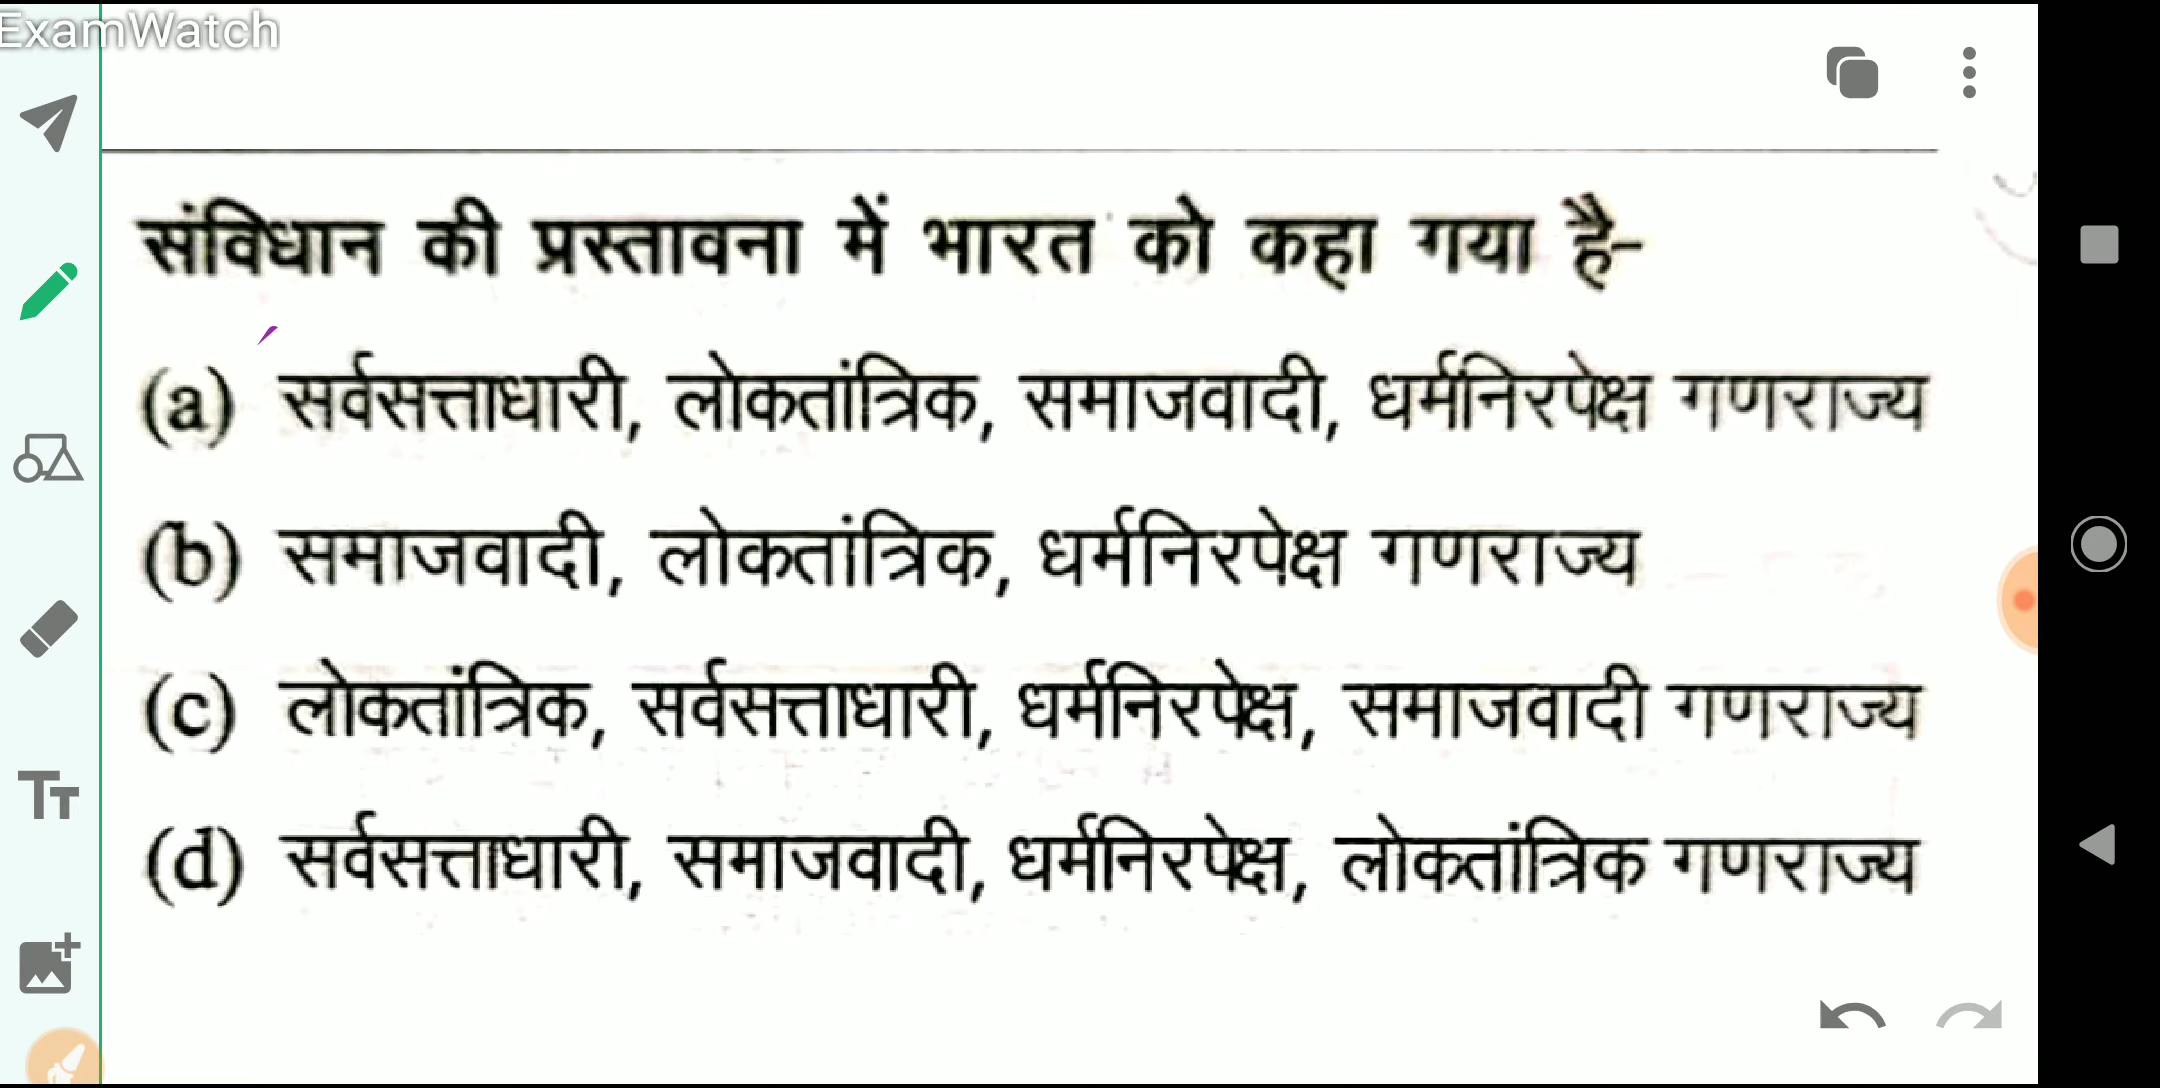 ExamWatch
संविधान की प्रस्तावना में भारत को कहा गया है-
(a) सर्वसत्ताधारी, लोकतांत्रिक, समाजवादी, धर्मनिरपेक्ष गणराज्य
(b) समाजवादी, लोकतांत्रिक, धर्मनिरपेक्ष गणराज्य
(c) लोकतांत्रिक, सर्वसत्ताधारी, धर्मनिरपेक्ष, समाजवादी गणराज्य
(d) सर्वसत्ताधारी, समाजवादी, धर्मनिरपेक्ष, लोकतांत्रिक गणराज्य
TT